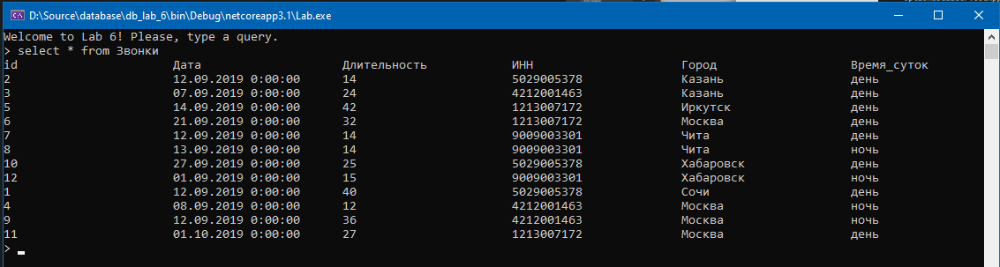 D:\Source\database\db_lab_6\bin\Debug\netcoreapp3.1\Lab.exe
Welcome to Lab 6! Please, type a query.
> select * from Звонки
id Дата Длительность ИНН Город Время_суток
2 12.09.2019 0:00:00 14 5029005378 Казань день
3 07.09.2019 0:00:00 24 4212001463 Казань день
5 14.09.2019 0:00:00 42 1213007172 Иркутск день
6 21.09.2019 0:00:00 32 1213007172 Москва день
7 12.09.2019 0:00:00 14 9009003301 Чита день
8 13.09.2019 0:00:00 14 9009003301 Чита ночь
10 27.09.2019 0:00:00 25 5029005378 Хабаровск день
12 01.09.2019 0:00:00 15 9009003301 Хабаровск ночь
1 12.09.2019 0:00:00 40 5029005378 Сочи день
4 08.09.2019 0:00:00 12 4212001463 Москва ночь
9 12.09.2019 0:00:00 36 4212001463 Москва ночь
11 01.10.2019 0:00:00 27 1213007172 Москва день
>